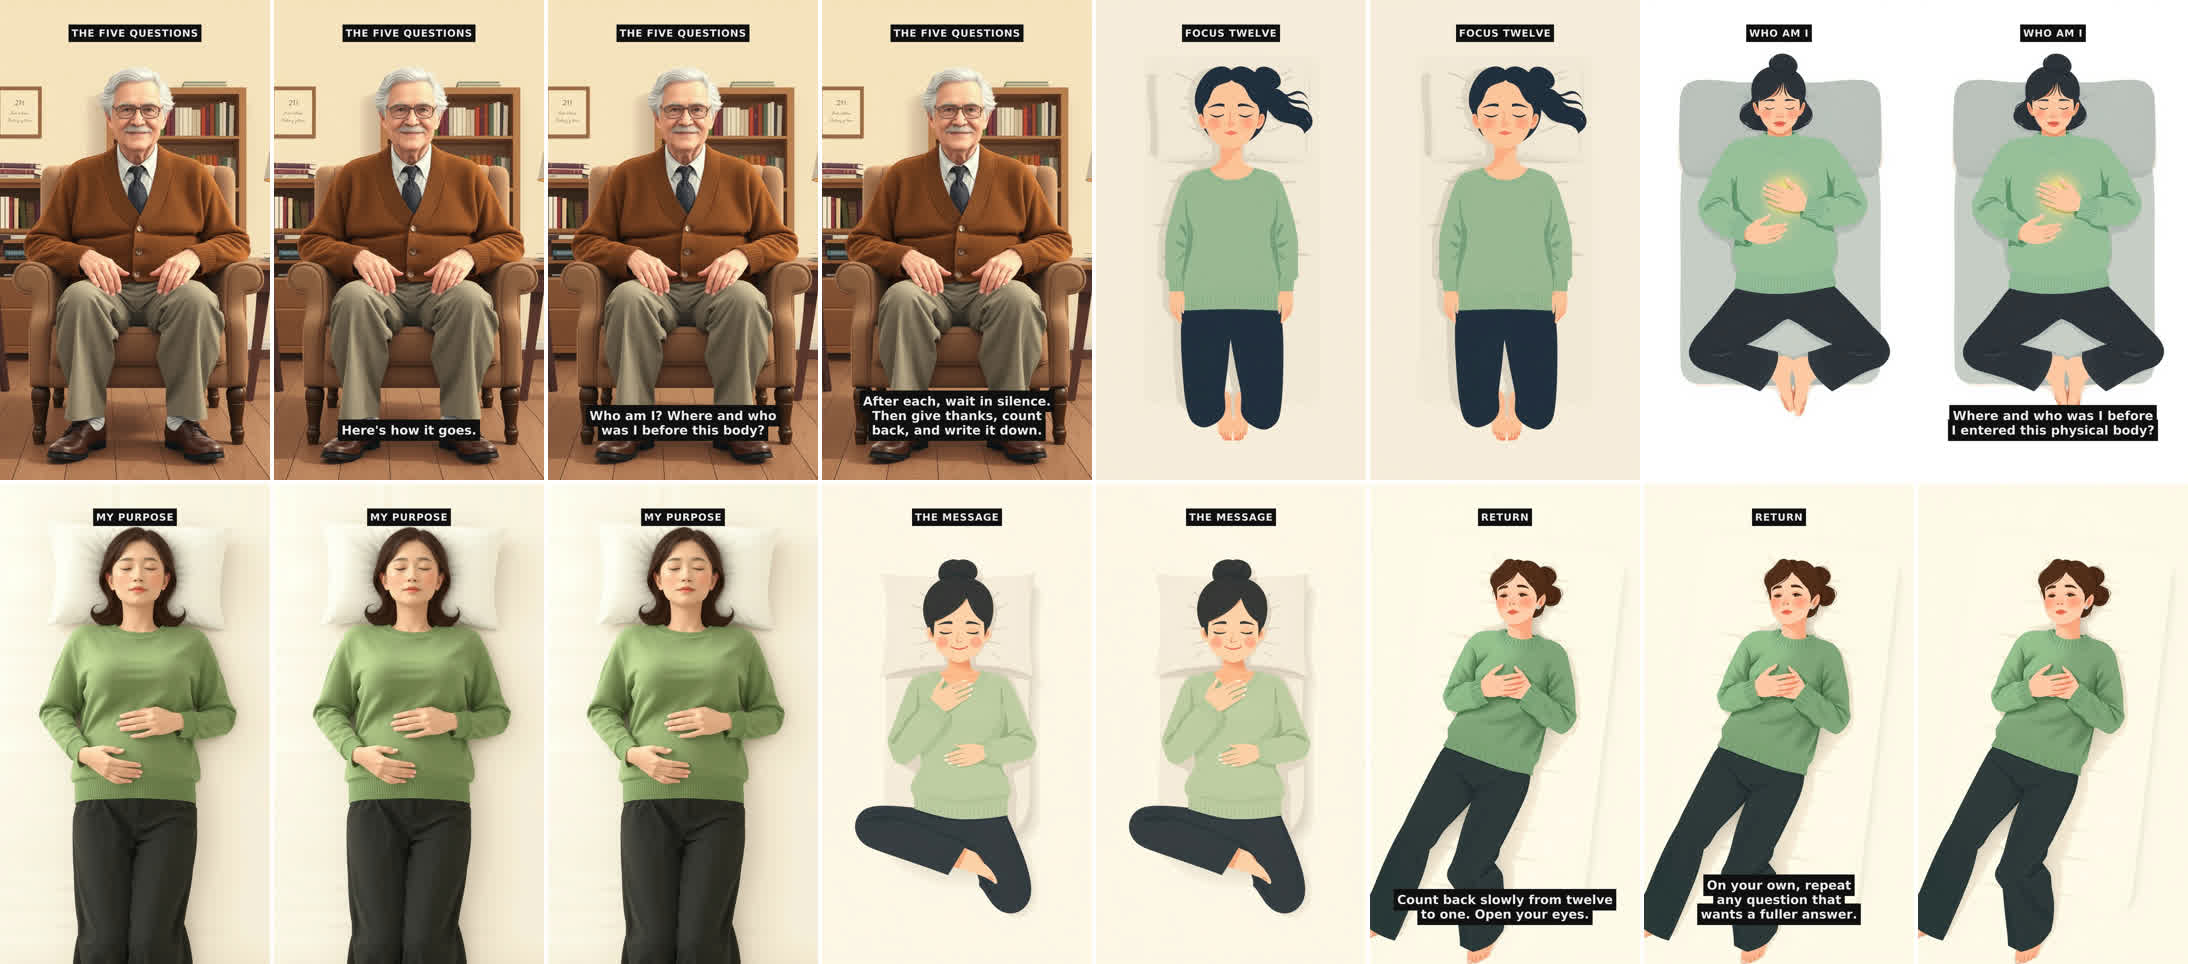 THE FIVE QUESTIONS
THE FIVE QUESTIONS
Here's how it goes.
THE FIVE QUESTIONS
Who am I? Where and who
was I before this body?
THE FIVE QUESTIONS
After each, wait in silence.
Then give thanks, count
back, and write it down.
FOCUS TWELVE
FOCUS TWELVE
WHO AM I
WHO AM I
Where and who was I before
I entered this physical body?
MY PURPOSE
MY PURPOSE
MY PURPOSE
THE MESSAGE
THE MESSAGE
RETURN
Count back slowly from twelve
to one. Open your eyes.
RETURN
On your own, repeat
any question that
wants a fuller answer.